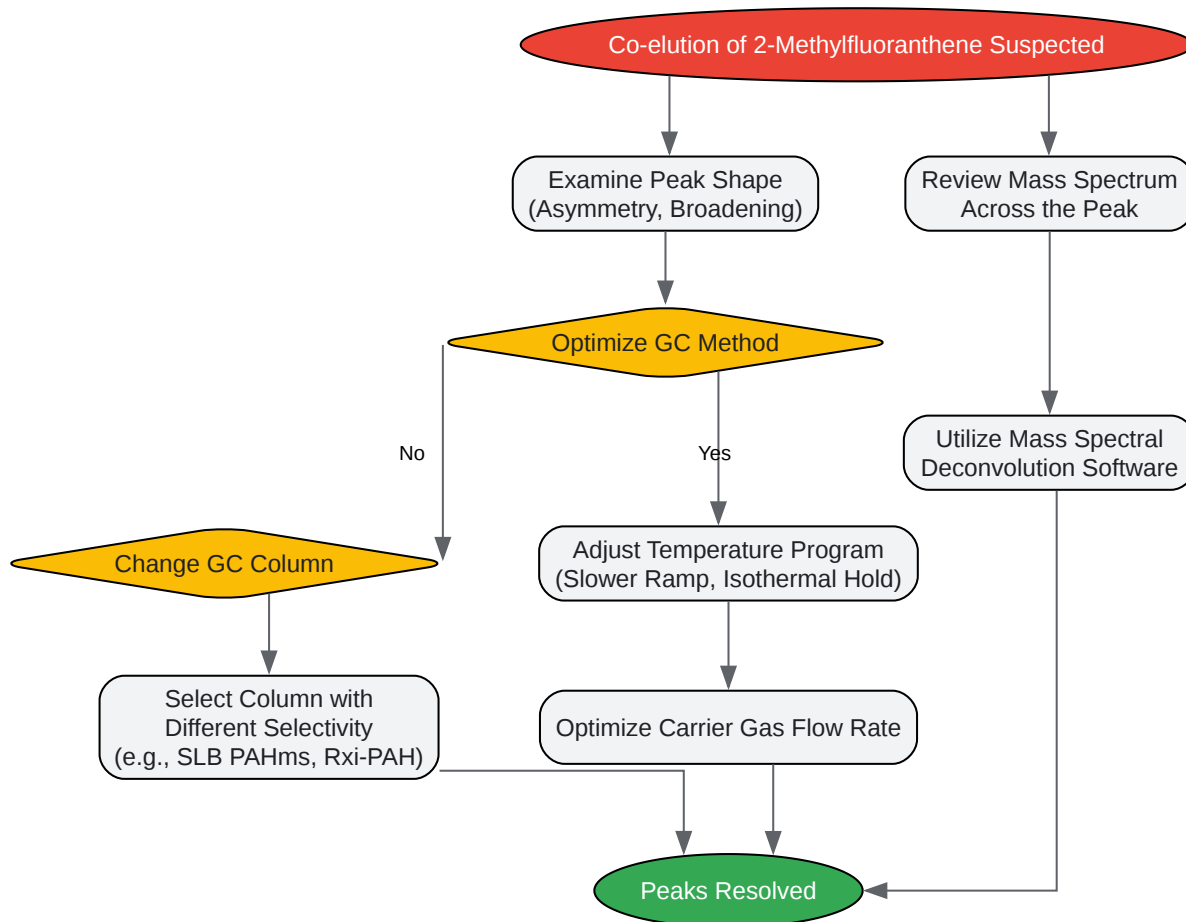 Co-elution of 2-Methylfluoranthene Suspected
Examine Peak Shape
(Asymmetry, Broadening)
Review Mass Spectrum
Across the Peak
Optimize GC Method
No
Yes
Utilize Mass Spectral
Deconvolution Software
Change GC Column
Adjust Temperature Program
(Slower Ramp, Isothermal Hold)
Select Column with
Different Selectivity
(e.g., SLB PAHms, Rxi-PAH)
Optimize Carrier Gas Flow Rate
Peaks Resolved